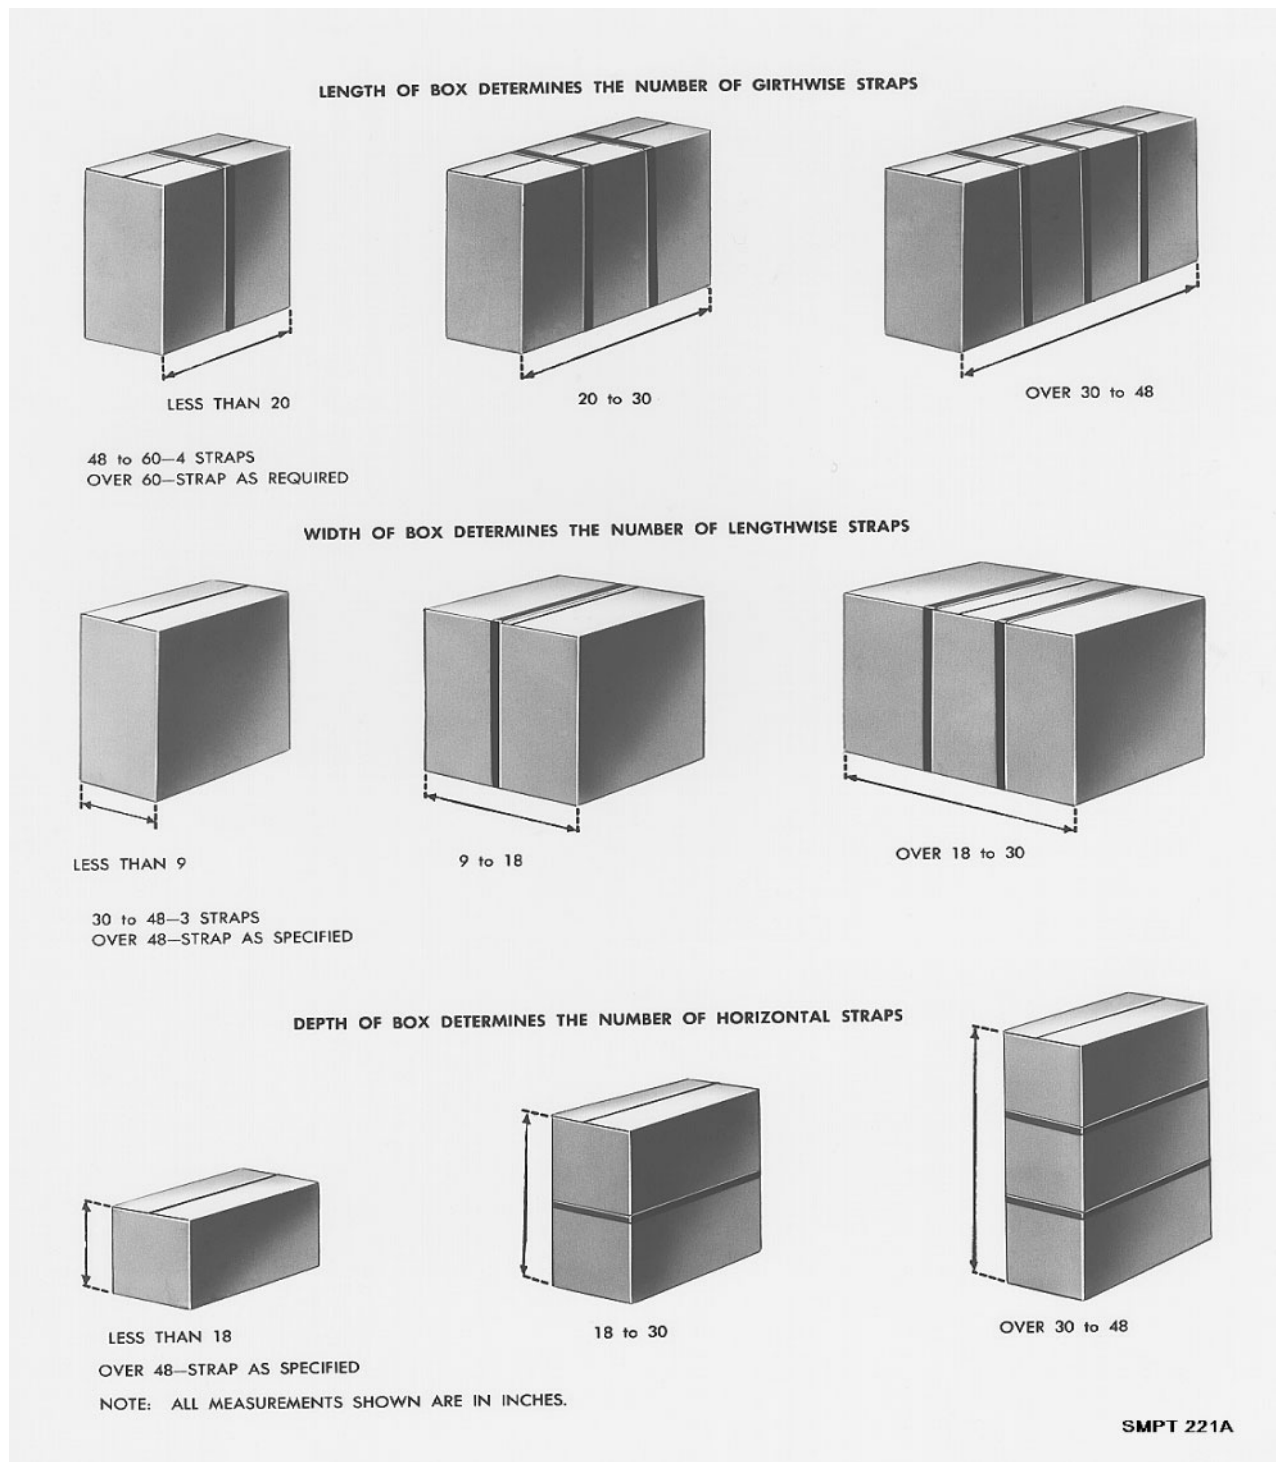 LENGTH OF BOX DETERMINES THE NUMBER OF GIRTHWISE STRAPS
LESS THAN 20
20 to 30
OVER 30 to 48
48 to 60—4 STRAPS
OVER 60—STRAP AS REQUIRED
WIDTH OF BOX DETERMINES THE NUMBER OF LENGTHWISE STRAPS
LESS THAN 9
9 to 18
OVER 18 to 30
30 to 48—3 STRAPS
OVER 48—STRAP AS SPECIFIED
DEPTH OF BOX DETERMINES THE NUMBER OF HORIZONTAL STRAPS
LESS THAN 18
18 to 30
OVER 30 to 48
OVER 48—STRAP AS SPECIFIED
NOTE: ALL MEASUREMENTS SHOWN ARE IN INCHES.
SMPT 221A